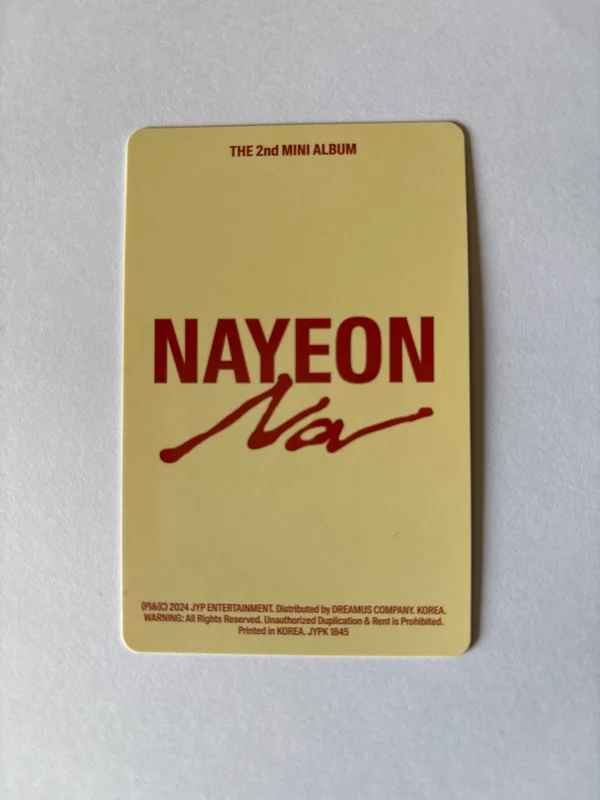 THE 2nd MINI ALBUM
NAYEON
Na
(P)&(C) 2024 JYP ENTERTAINMENT. Distributed by DREAMUS COMPANY. KOREA.
WARNING: All Rights Reserved. Unauthorized Duplication & Rent is Prohibited.
Printed in KOREA. JYPK 1845